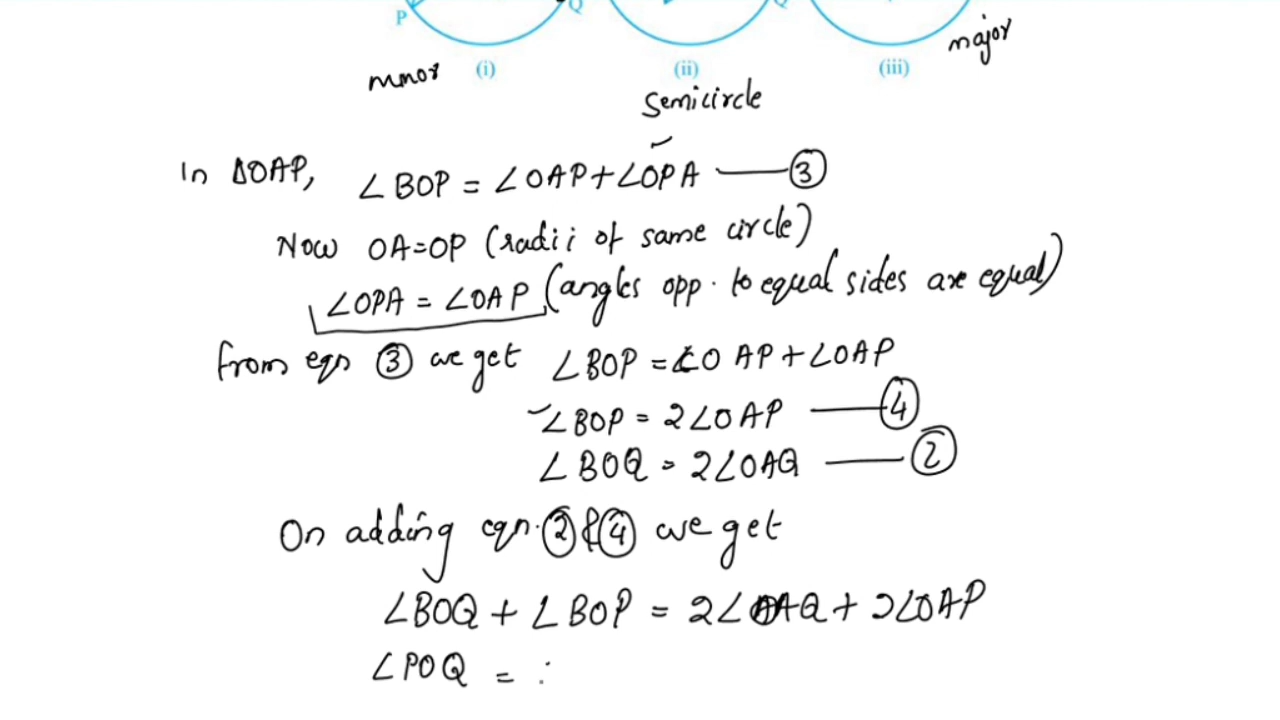 P Q Q
minor (i) (ii) (iii) major
Semicircle
In ΔOAP, ∠BOP = ∠OAP + ∠OPA —— ③
Now OA=OP (radii of same circle)
∠OPA = ∠OAP (angles opp. to equal sides are equal)
from eqn ③ we get ∠BOP = ∠OAP + ∠OAP
∠BOP = 2∠OAP —— ④
∠BOQ = 2∠OAQ —— ②
On adding eqn. ② & ④ we get
∠BOQ + ∠BOP = 2∠OAQ + 2∠OAP
∠POQ =